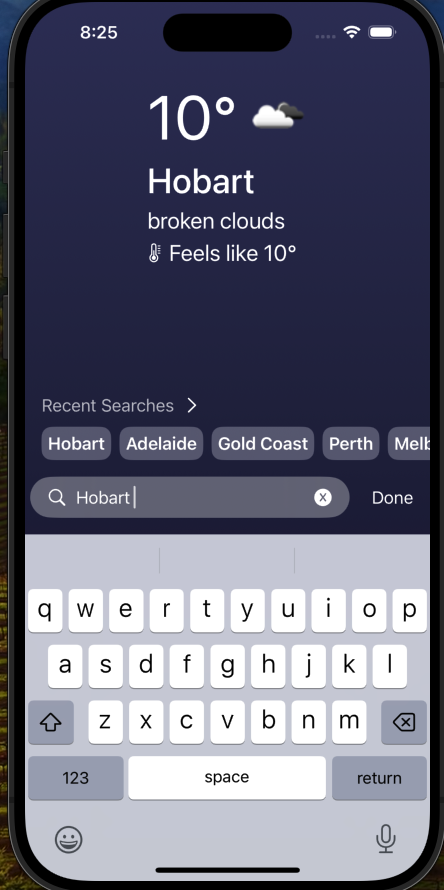 8:25
10°
Hobart
broken clouds
Feels like 10°
Recent Searches
Hobart Adelaide Gold Coast Perth Melb
Hobart x Done
q w e r t y u i o p
a s d f g h j k l
z x c v b n m
123 space return